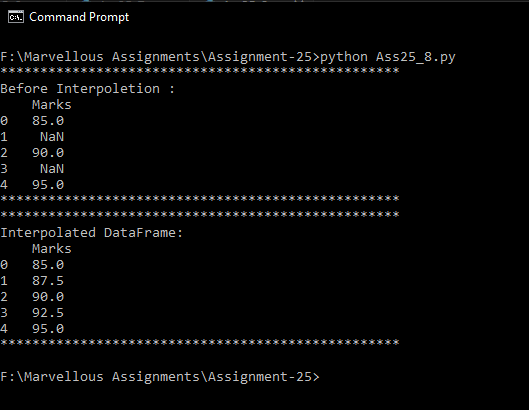 Command Prompt
F:\Marvellous Assignments\Assignment-25>python Ass25_8.py
**************************************************
Before Interpoletion :
   Marks
0   85.0
1    NaN
2   90.0
3    NaN
4   95.0
**************************************************
**************************************************
Interpolated DataFrame:
   Marks
0   85.0
1   87.5
2   90.0
3   92.5
4   95.0
**************************************************
F:\Marvellous Assignments\Assignment-25>